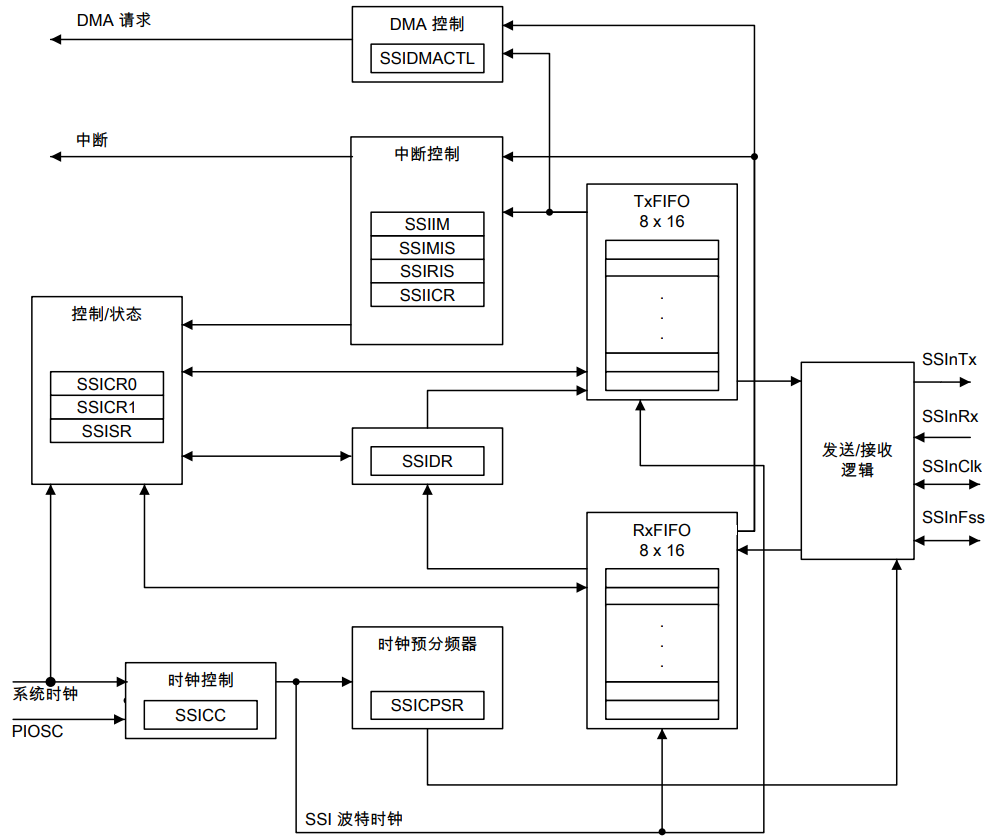 DMA 请求
DMA 控制
SSIDMACTL
中断
中断控制
SSIIM
SSIMIS
SSIRIS
SSIICR
TxFIFO
8 x 16
.
.
.
控制/状态
SSICR0
SSICR1
SSISR
SSIDR
发送/接收
逻辑
SSInTx
SSInRx
SSInClk
SSInFss
RxFIFO
8 x 16
.
.
.
时钟预分频器
SSICPSR
系统时钟
PIOSC
时钟控制
SSICC
SSI 波特时钟